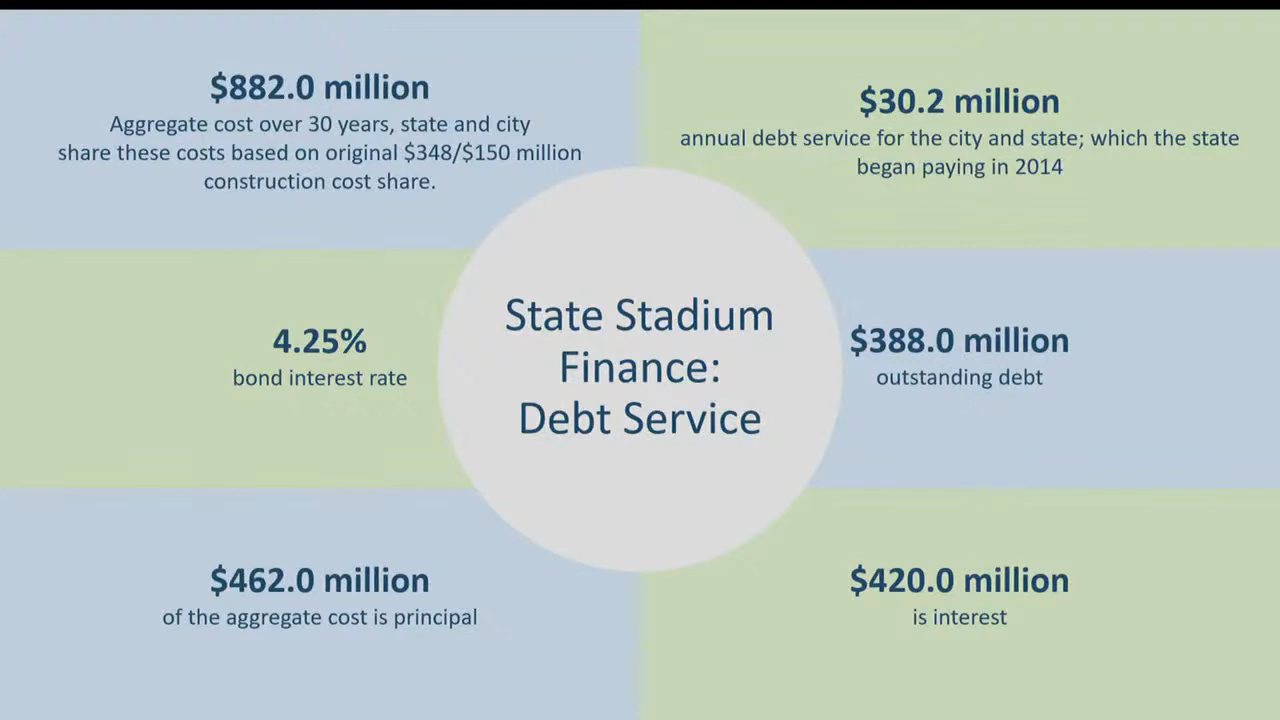 $882.0 million
Aggregate cost over 30 years, state and city
share these costs based on original $348/$150 million
construction cost share.
$30.2 million
annual debt service for the city and state; which the state
began paying in 2014
4.25%
bond interest rate
State Stadium
Finance:
Debt Service
$388.0 million
outstanding debt
$462.0 million
of the aggregate cost is principal
$420.0 million
is interest